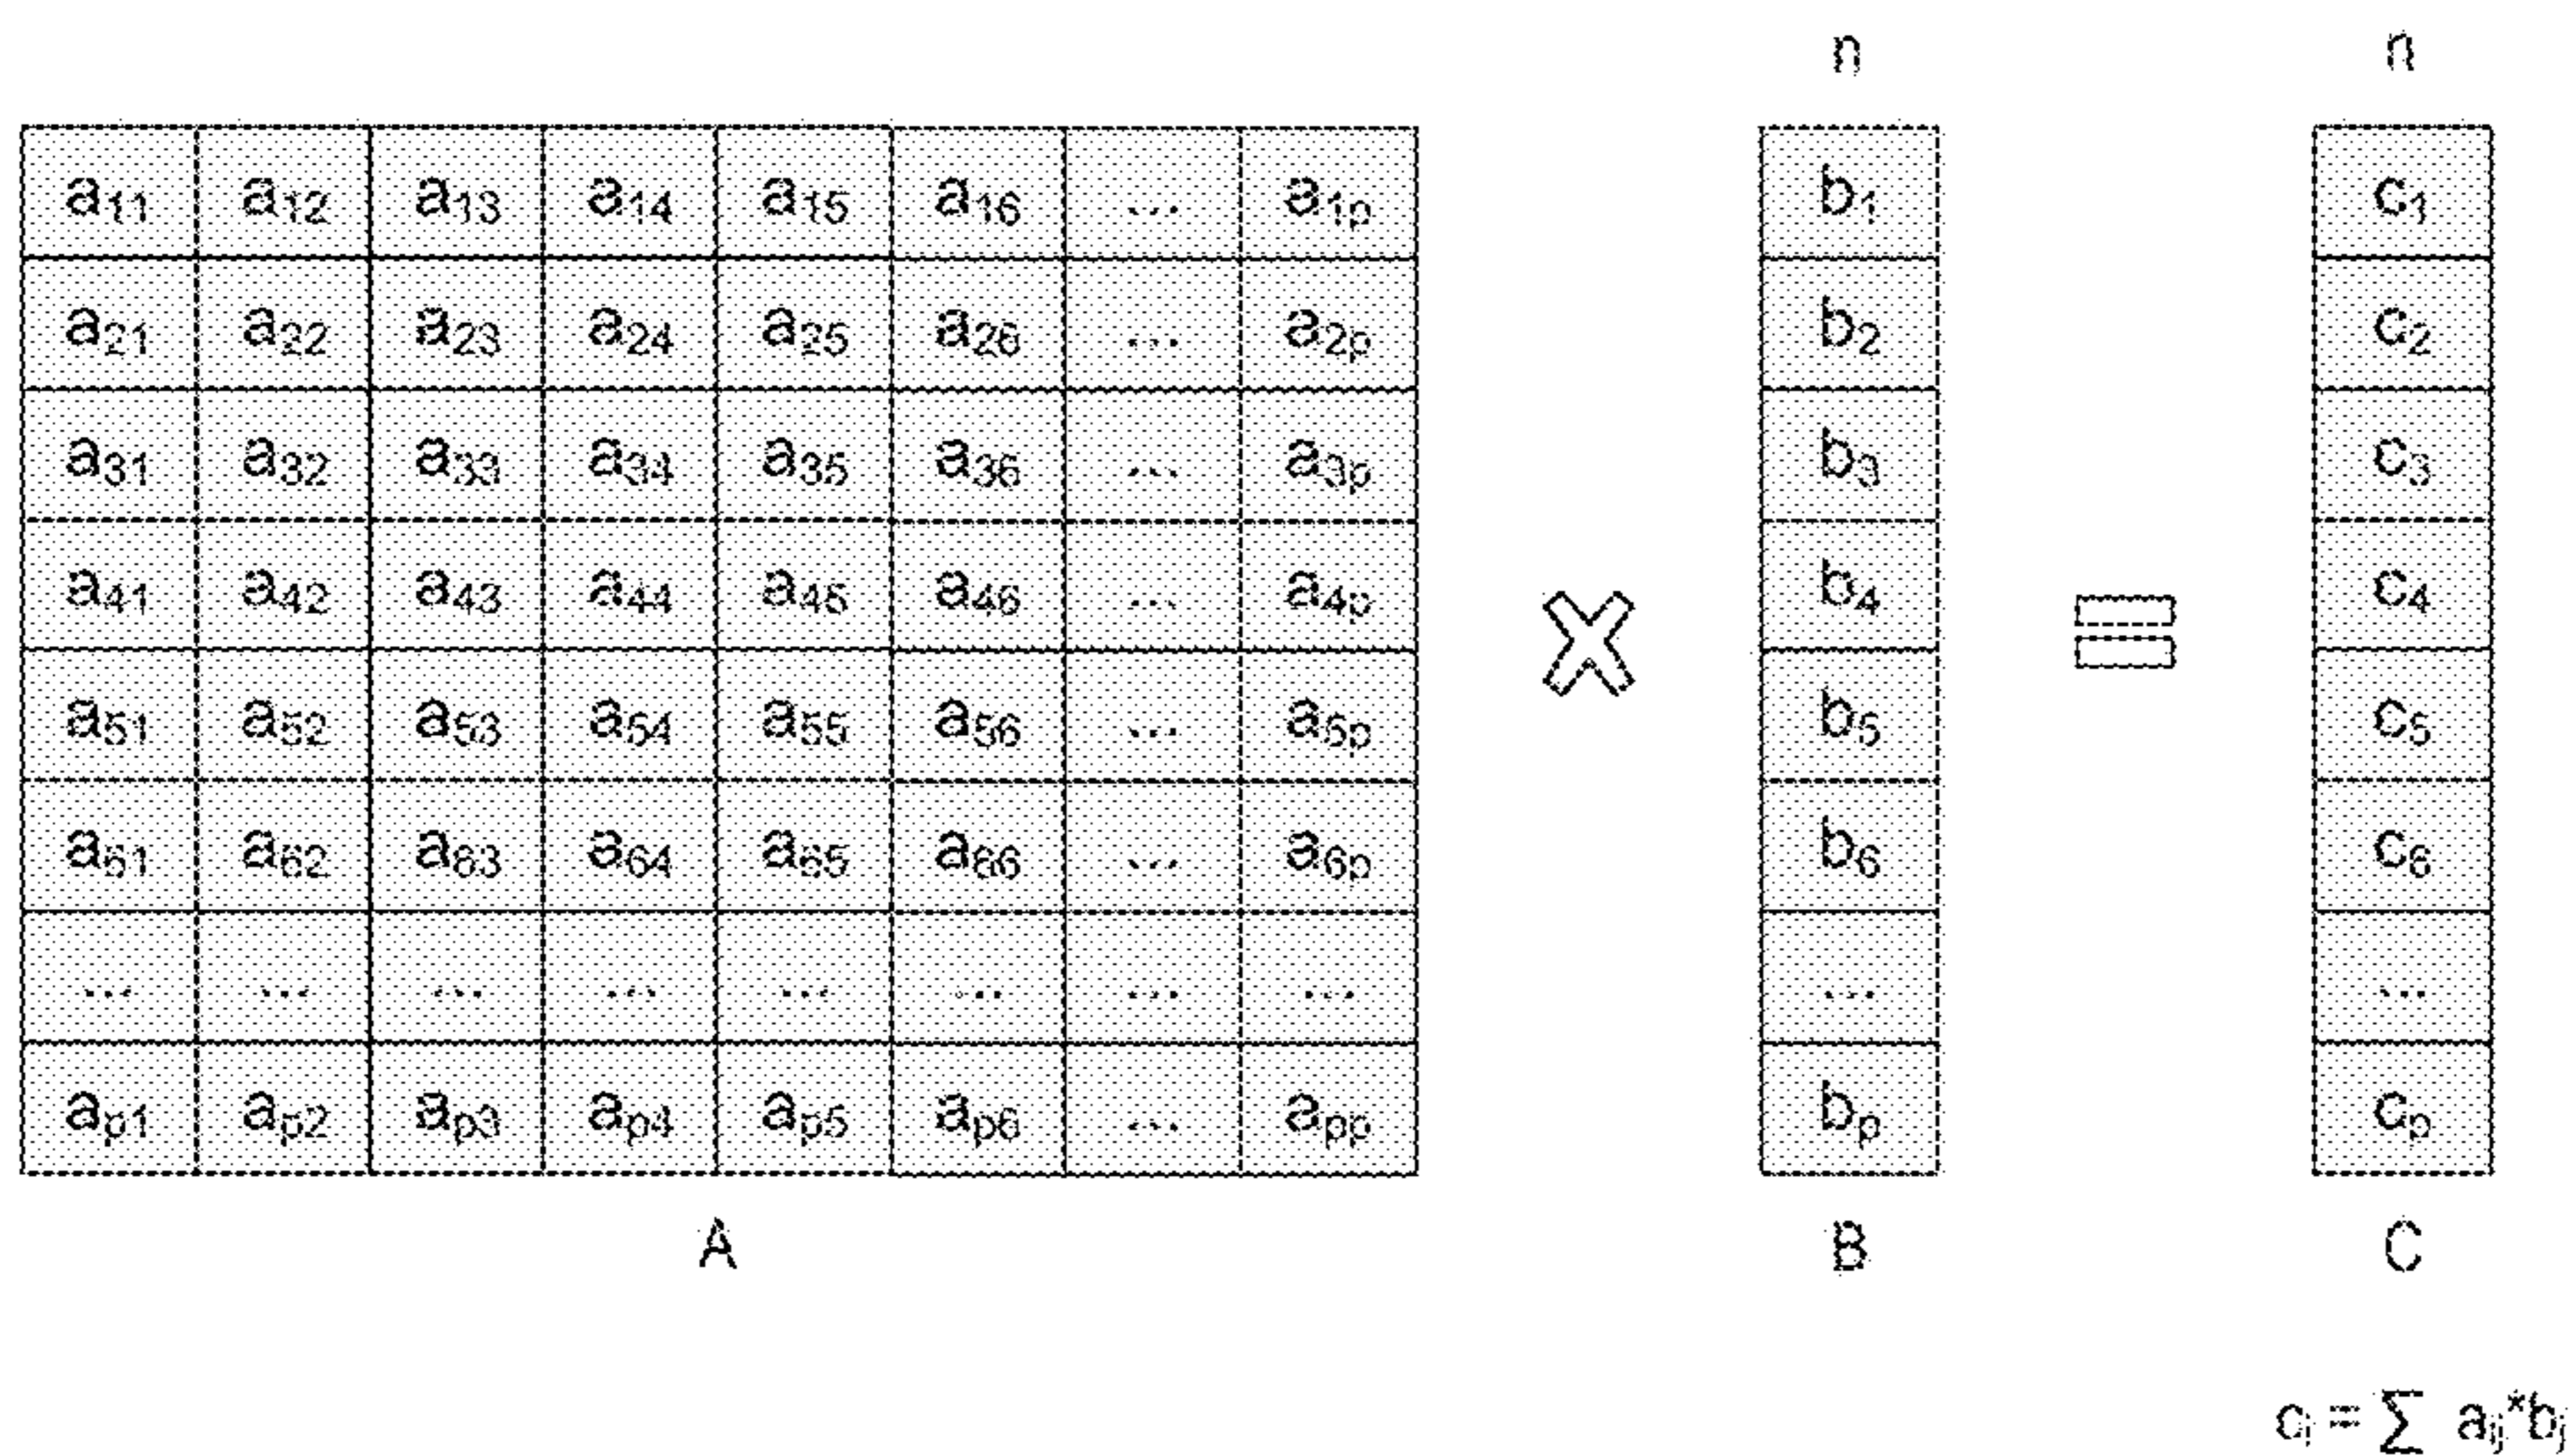 n n
a11 a12 a13 a14 a15 a16 ... a1p b1 c1
a21 a22 a23 a24 a25 a26 ... a2p b2 c2
a31 a32 a33 a34 a35 a36 ... a3p b3 c3
a41 a42 a43 a44 a45 a46 ... a4p × b4 = c4
a51 a52 a53 a54 a55 a56 ... a5p b5 c5
a61 a62 a63 a64 a65 a66 ... a6p b6 c6
... ... ... ... ... ... ... ... ... ...
ap1 ap2 ap3 ap4 ap5 ap6 ... app bp cp
A B C
ci = ∑ aij*bj